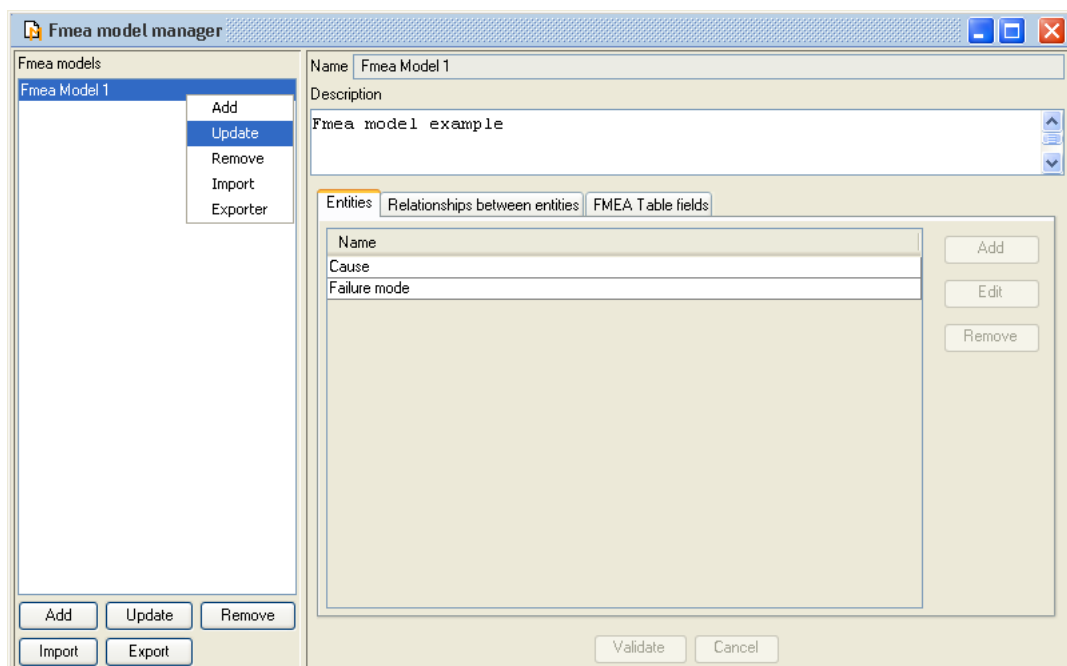 Fmea model manager
Fmea models
Fmea Model 1
Add
Update
Remove
Import
Exporter
Add Update Remove
Import Export
Name Fmea Model 1
Description
Fmea model example
Entities Relationships between entities FMEA Table fields
Name
Cause
Failure mode
Add
Edit
Remove
Validate Cancel